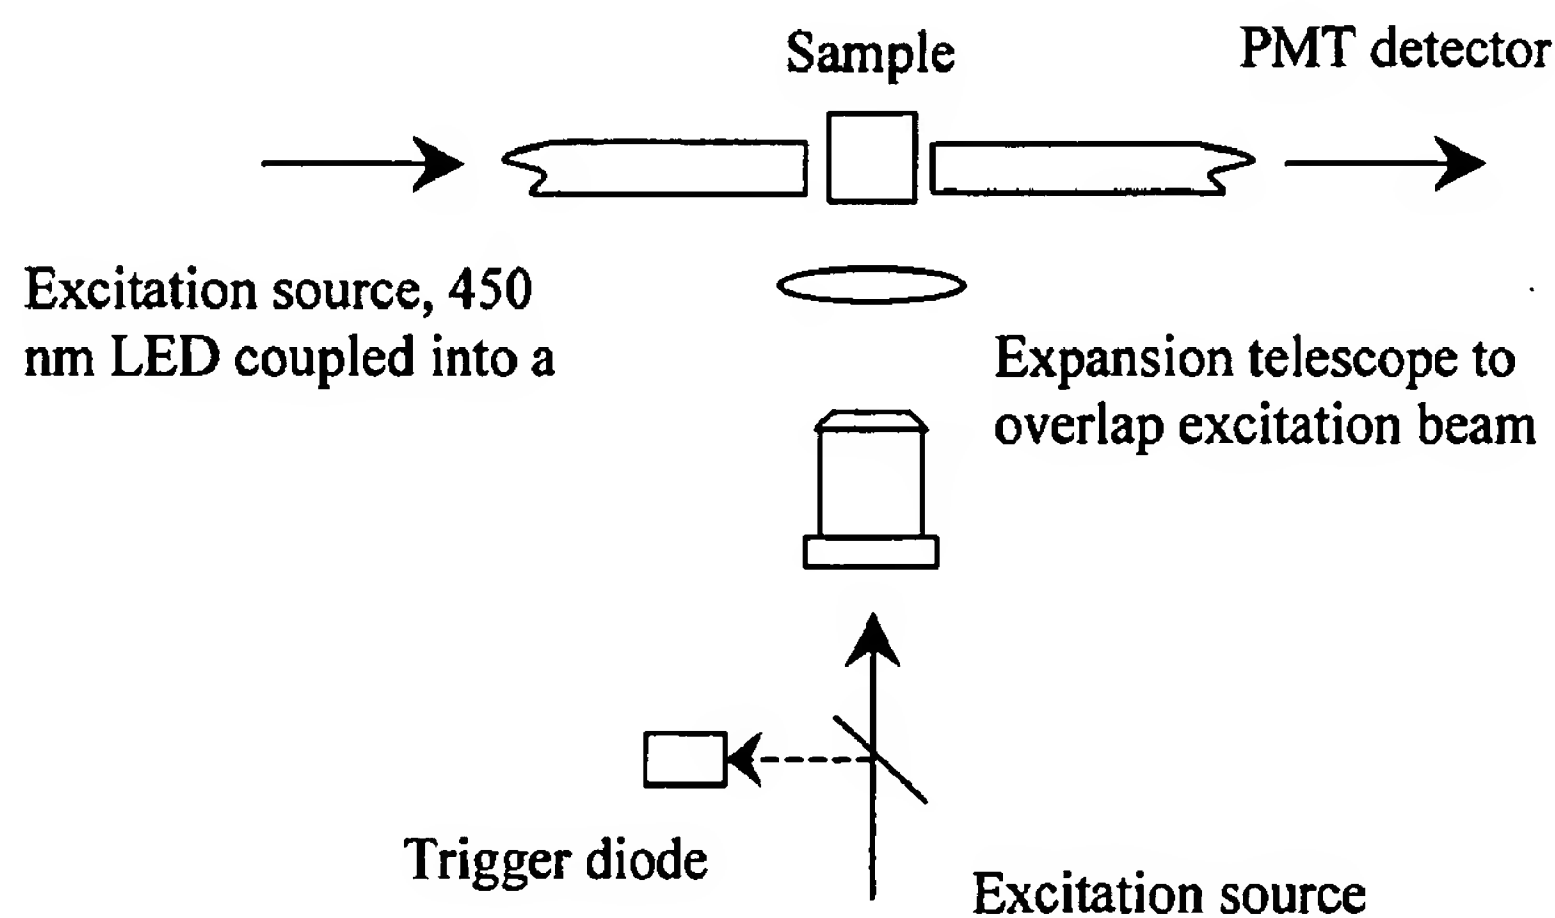 Sample
PMT detector
Excitation source, 450
nm LED coupled into a
Expansion telescope to
overlap excitation beam
Trigger diode
Excitation source